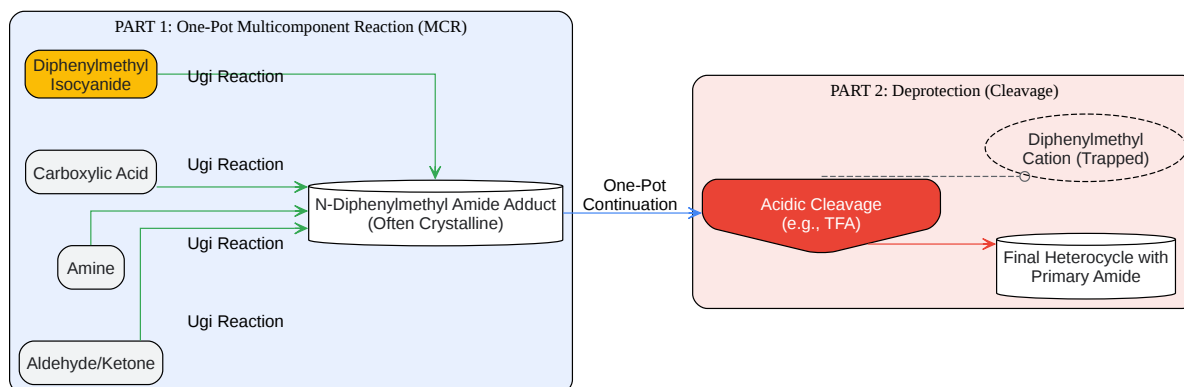 PART 1: One-Pot Multicomponent Reaction (MCR)
Diphenylmethyl
Isocyanide
Ugi Reaction
Carboxylic Acid
Ugi Reaction
N-Diphenylmethyl Amide Adduct
(Often Crystalline)
Amine
Ugi Reaction
Aldehyde/Ketone
Ugi Reaction
One-Pot
Continuation
PART 2: Deprotection (Cleavage)
Diphenylmethyl
Cation (Trapped)
Acidic Cleavage
(e.g., TFA)
Final Heterocycle with
Primary Amide